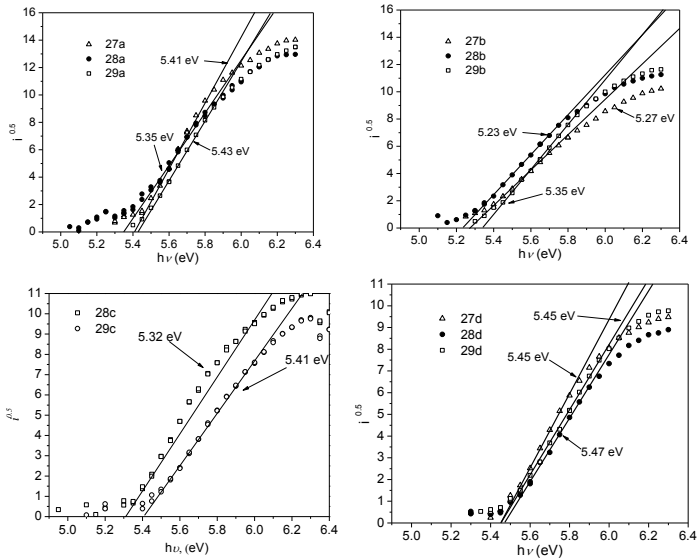 16
14
12
10
8
6
4
2
0
i 0.5
27a
28a
29a
5.41 eV
5.35 eV
5.43 eV
5.0 5.2 5.4 5.6 5.8 6.0 6.2 6.4
hν (eV)
16
14
12
10
8
6
4
2
0
i 0.5
27b
28b
29b
5.23 eV
5.27 eV
5.35 eV
5.0 5.2 5.4 5.6 5.8 6.0 6.2 6.4
hν (eV)
11
10
9
8
7
6
5
4
3
2
1
0
i 0.5
28c
29c
5.32 eV
5.41 eV
5.0 5.2 5.4 5.6 5.8 6.0 6.2 6.4
hυ, (eV)
11
10
9
8
7
6
5
4
3
2
1
0
i 0.5
27d
28d
29d
5.45 eV
5.45 eV
5.47 eV
5.0 5.2 5.4 5.6 5.8 6.0 6.2 6.4
hν (eV)